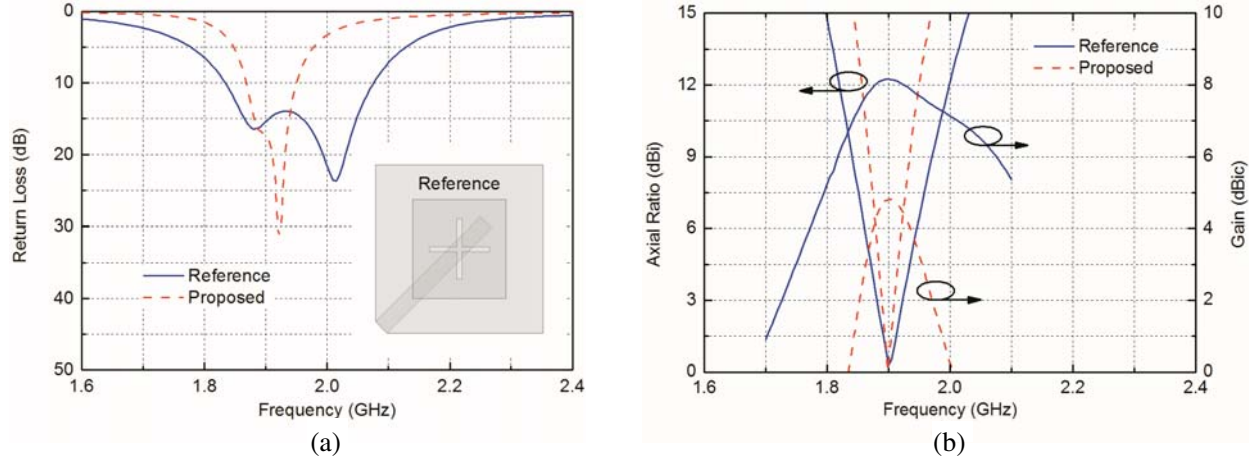 0
10
20
30
40
50
Return Loss (dB)
Reference
Reference
Proposed
1.6
1.8
2.0
2.2
2.4
Frequency (GHz)
(a)
15
12
9
6
3
0
Axial Ratio (dBi)
Reference
Proposed
10
8
6
4
2
0
Gain (dBic)
1.6
1.8
2.0
2.2
2.4
Frequency (GHz)
(b)